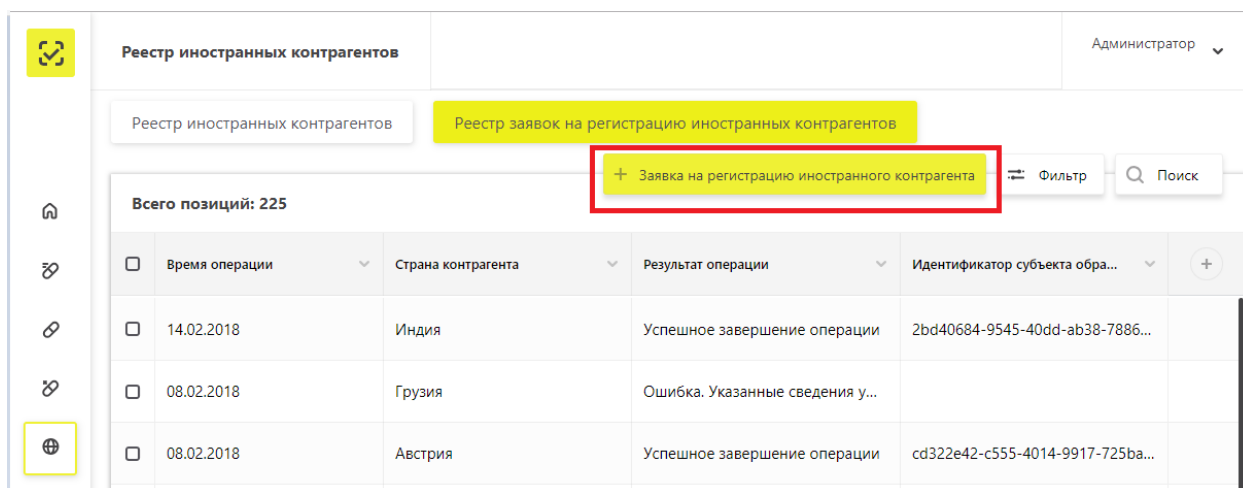 Реестр иностранных контрагентов
Администратор
Реестр иностранных контрагентов
Реестр заявок на регистрацию иностранных контрагентов
+ Заявка на регистрацию иностранного контрагента
Фильтр
Поиск
Всего позиций: 225
Время операции
Страна контрагента
Результат операции
Идентификатор субъекта обра...
14.02.2018
Индия
Успешное завершение операции
2bd40684-9545-40dd-ab38-7886...
08.02.2018
Грузия
Ошибка. Указанные сведения у...
08.02.2018
Австрия
Успешное завершение операции
cd322e42-c555-4014-9917-725ba...